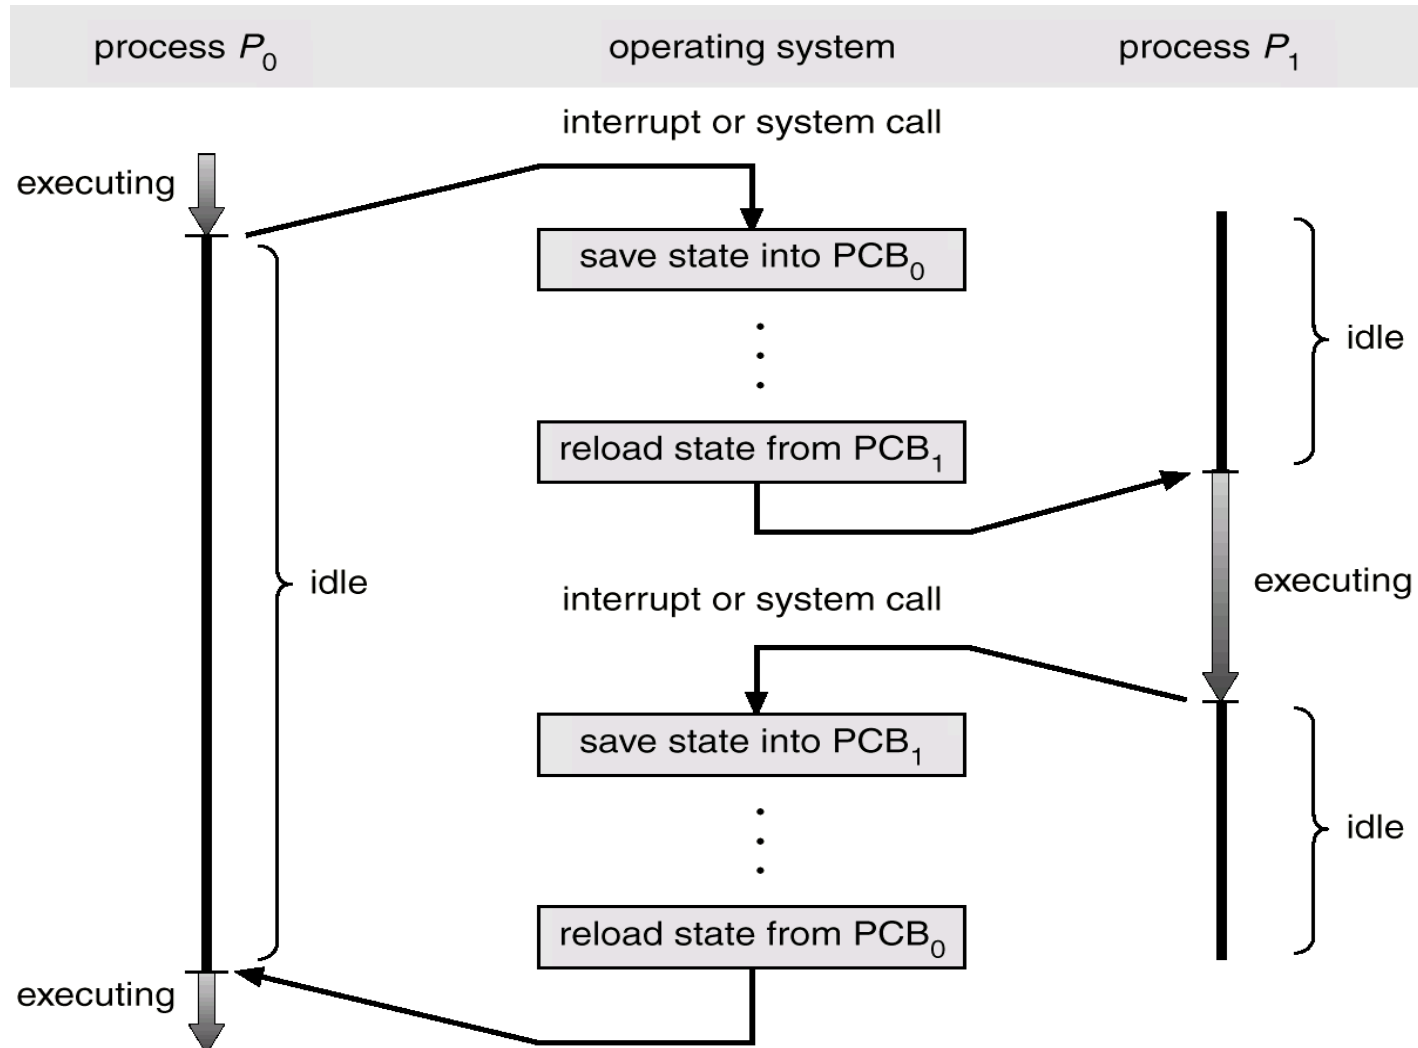 process P₀
operating system
process P₁
interrupt or system call
executing
save state into PCB₀
idle
reload state from PCB₁
idle
interrupt or system call
executing
save state into PCB₁
idle
reload state from PCB₀
executing